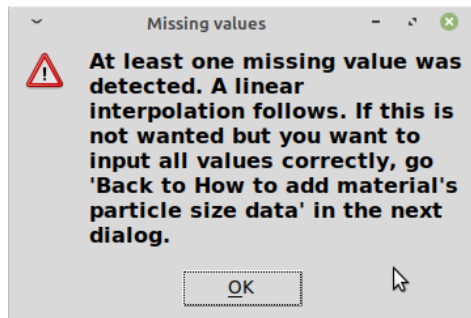 Missing values
At least one missing value was
detected. A linear
interpolation follows. If this is
not wanted but you want to
input all values correctly, go
'Back to How to add material's
particle size data' in the next
dialog.
OK